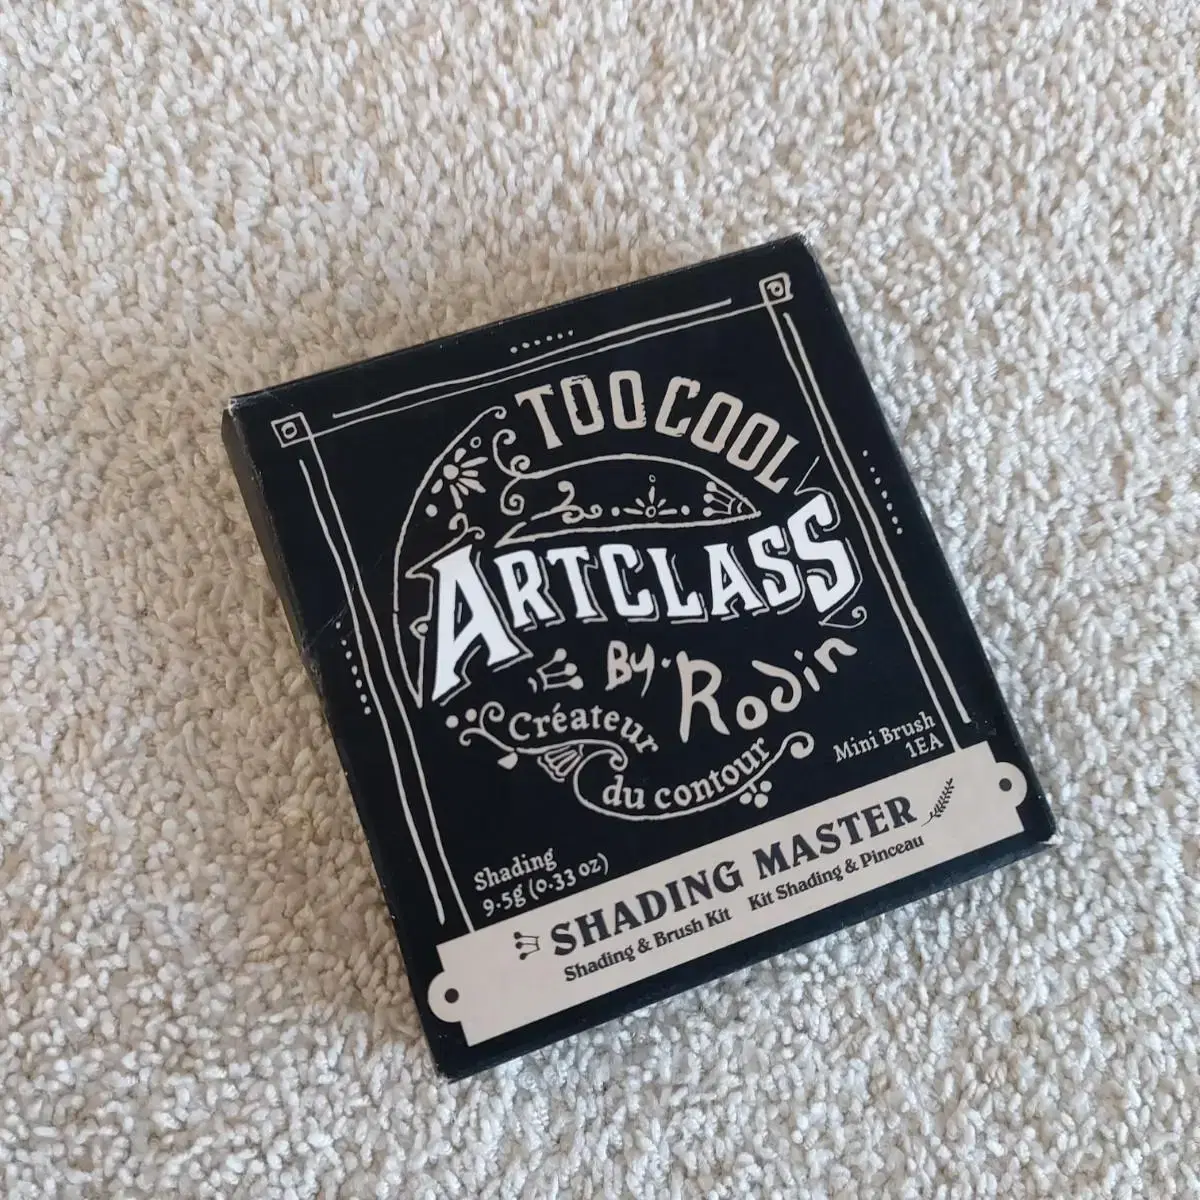 TOO COOL
ARTCLASS
By. Rodin
Créateur
du contour
Mini Brush
1EA
Shading
9.5g (0.33 oz)
SHADING MASTER
Shading & Brush Kit Kit Shading & Pinceau